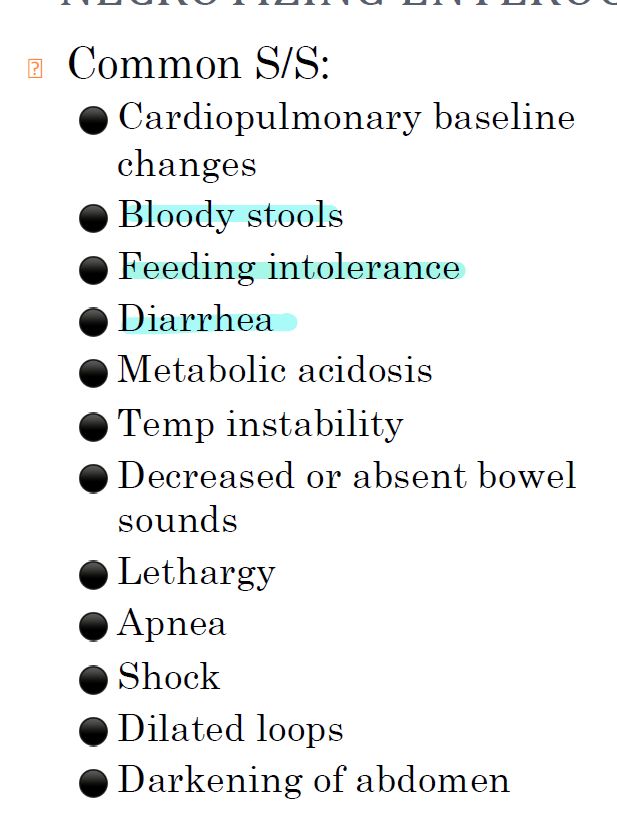 Common S/S:
Cardiopulmonary baseline
changes
Bloody stools
Feeding intolerance
Diarrhea
Metabolic acidosis
Temp instability
Decreased or absent bowel
sounds
Lethargy
Apnea
Shock
Dilated loops
Darkening of abdomen